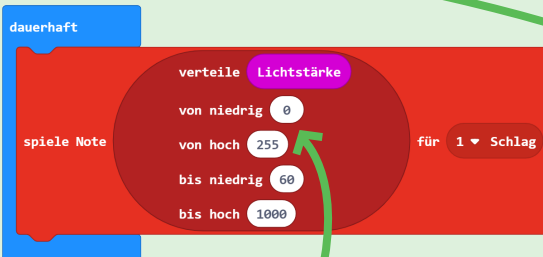 dauerhaft
verteile Lichtstärke
von niedrig 0
spiele Note von hoch 255 für 1 Schlag
bis niedrig 60
bis hoch 1000